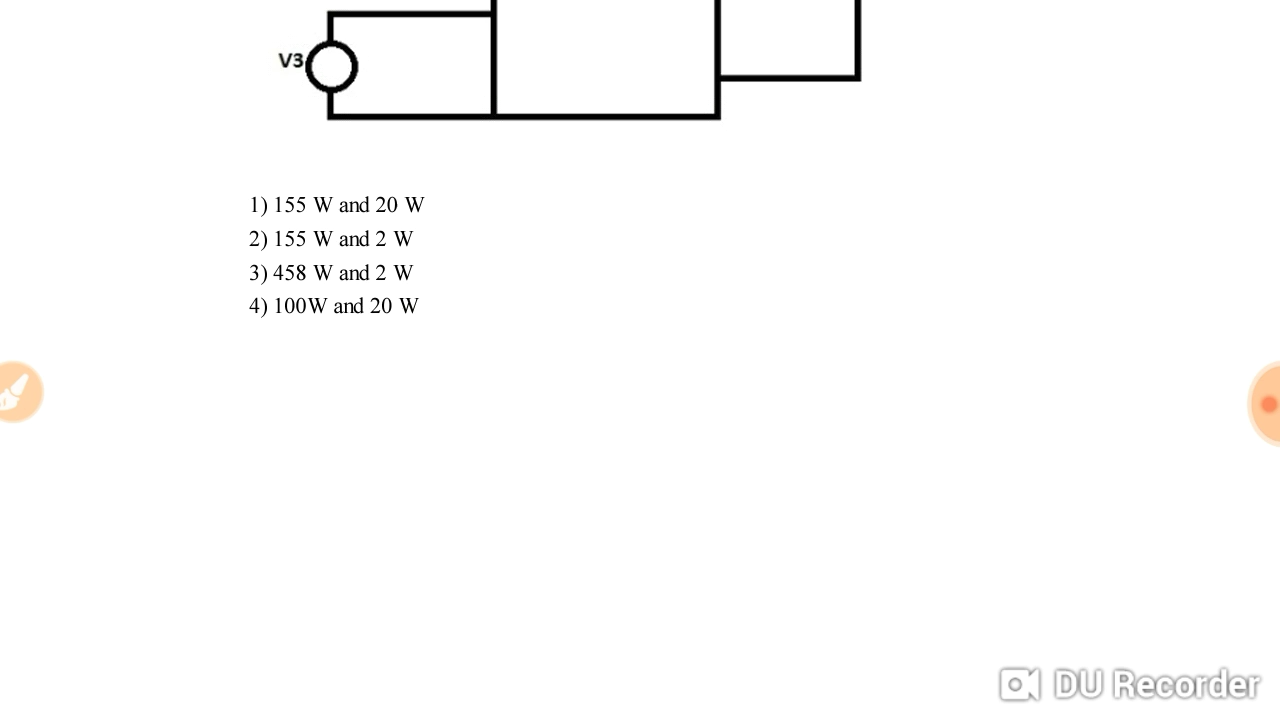 V3
1) 155 W and 20 W
2) 155 W and 2 W
3) 458 W and 2 W
4) 100W and 20 W
DU Recorder